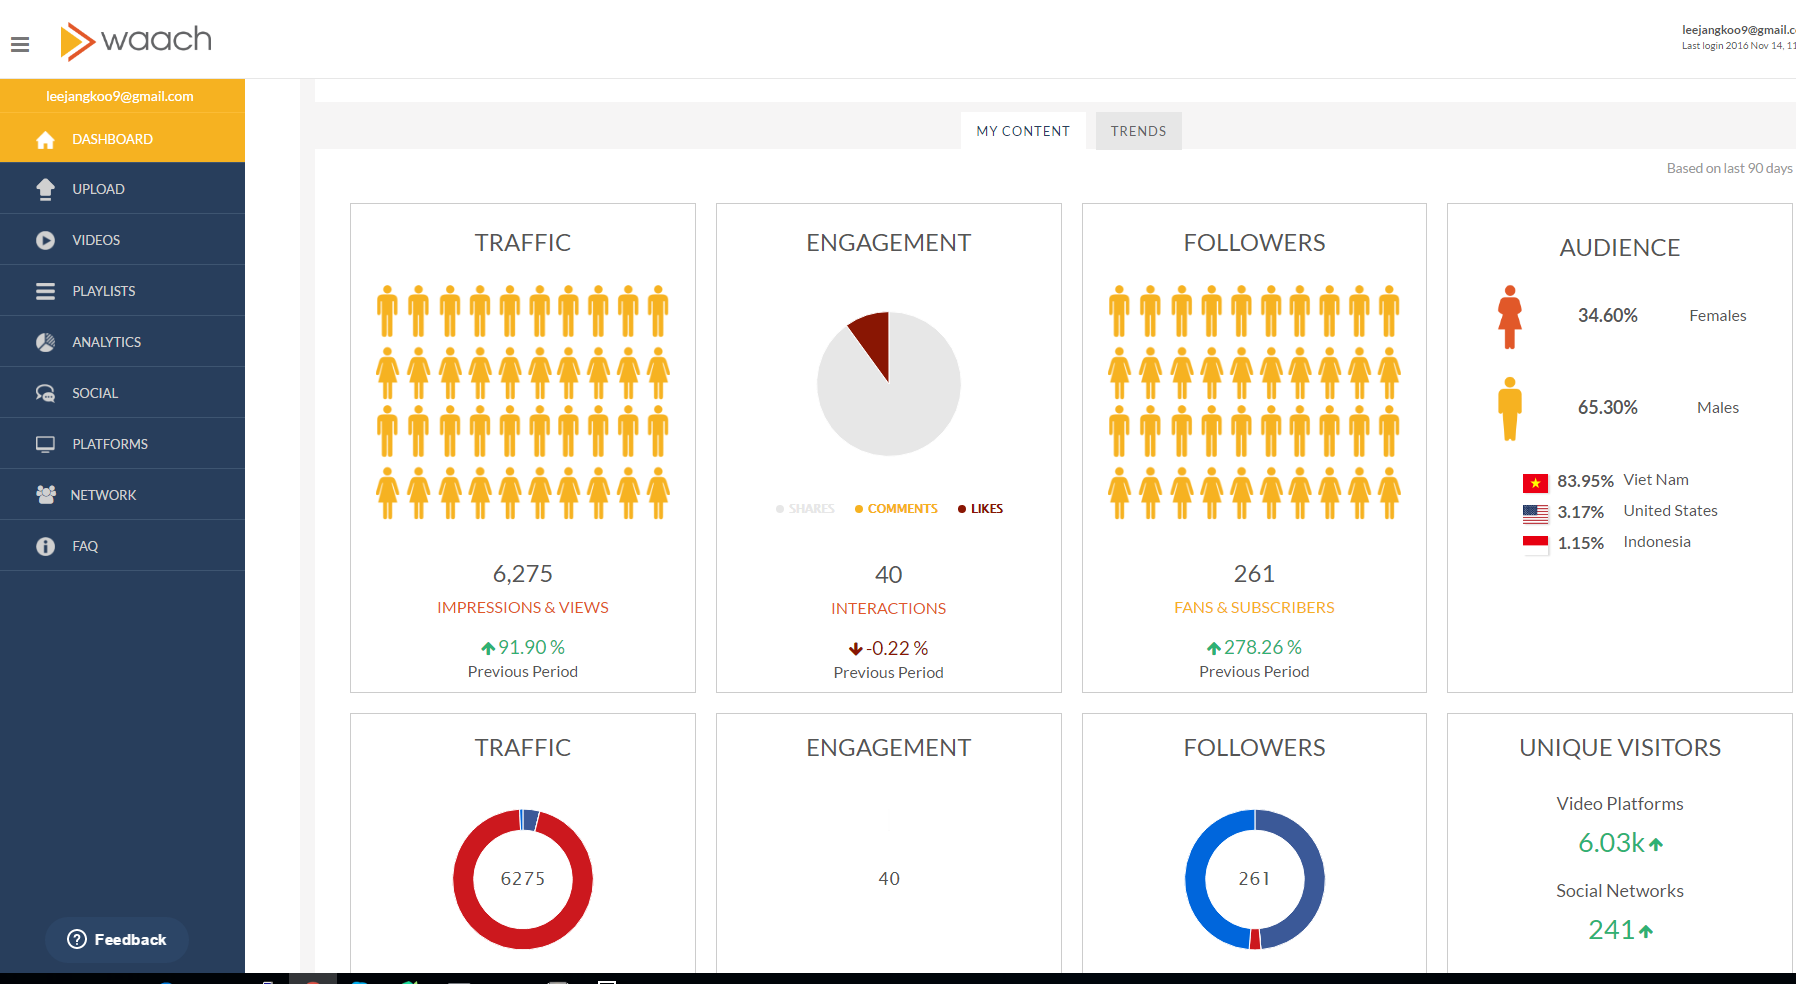 waach
leejangkoo9@gmail.c
Last login 2016 Nov 14, 11
leejangkoo9@gmail.com
DASHBOARD
UPLOAD
VIDEOS
PLAYLISTS
ANALYTICS
SOCIAL
PLATFORMS
NETWORK
FAQ
Feedback
MY CONTENT
TRENDS
Based on last 90 days
TRAFFIC
6,275
IMPRESSIONS & VIEWS
91.90 %
Previous Period
ENGAGEMENT
SHARES COMMENTS LIKES
40
INTERACTIONS
-0.22 %
Previous Period
FOLLOWERS
261
FANS & SUBSCRIBERS
278.26 %
Previous Period
AUDIENCE
34.60% Females
65.30% Males
83.95% Viet Nam
3.17% United States
1.15% Indonesia
TRAFFIC
6275
ENGAGEMENT
40
FOLLOWERS
261
UNIQUE VISITORS
Video Platforms
6.03k
Social Networks
241